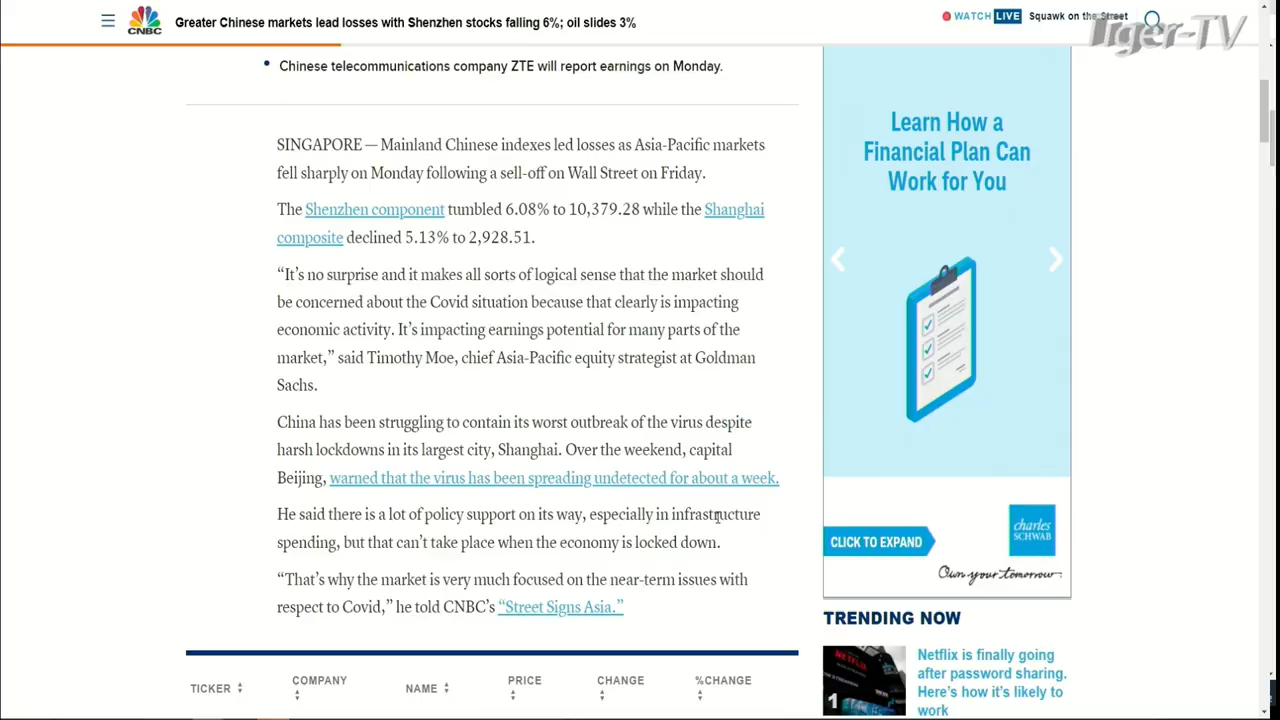 CNBC
Greater Chinese markets lead losses with Shenzhen stocks falling 6%; oil slides 3%
WATCH LIVE Squawk on the Street
Tiger-TV
Chinese telecommunications company ZTE will report earnings on Monday.
SINGAPORE — Mainland Chinese indexes led losses as Asia-Pacific markets
fell sharply on Monday following a sell-off on Wall Street on Friday.
The Shenzhen component tumbled 6.08% to 10,379.28 while the Shanghai
composite declined 5.13% to 2,928.51.
“It’s no surprise and it makes all sorts of logical sense that the market should
be concerned about the Covid situation because that clearly is impacting
economic activity. It’s impacting earnings potential for many parts of the
market,” said Timothy Moe, chief Asia-Pacific equity strategist at Goldman
Sachs.
China has been struggling to contain its worst outbreak of the virus despite
harsh lockdowns in its largest city, Shanghai. Over the weekend, capital
Beijing, warned that the virus has been spreading undetected for about a week.
He said there is a lot of policy support on its way, especially in infrastructure
spending, but that can’t take place when the economy is locked down.
“That’s why the market is very much focused on the near-term issues with
respect to Covid,” he told CNBC’s “Street Signs Asia.”
TICKER COMPANY NAME PRICE CHANGE %CHANGE
Learn How a
Financial Plan Can
Work for You
CLICK TO EXPAND
charles
SCHWAB
Own your tomorrow
TRENDING NOW
NETFLIX
1
Netflix is finally going
after password sharing.
Here’s how it’s likely to
work